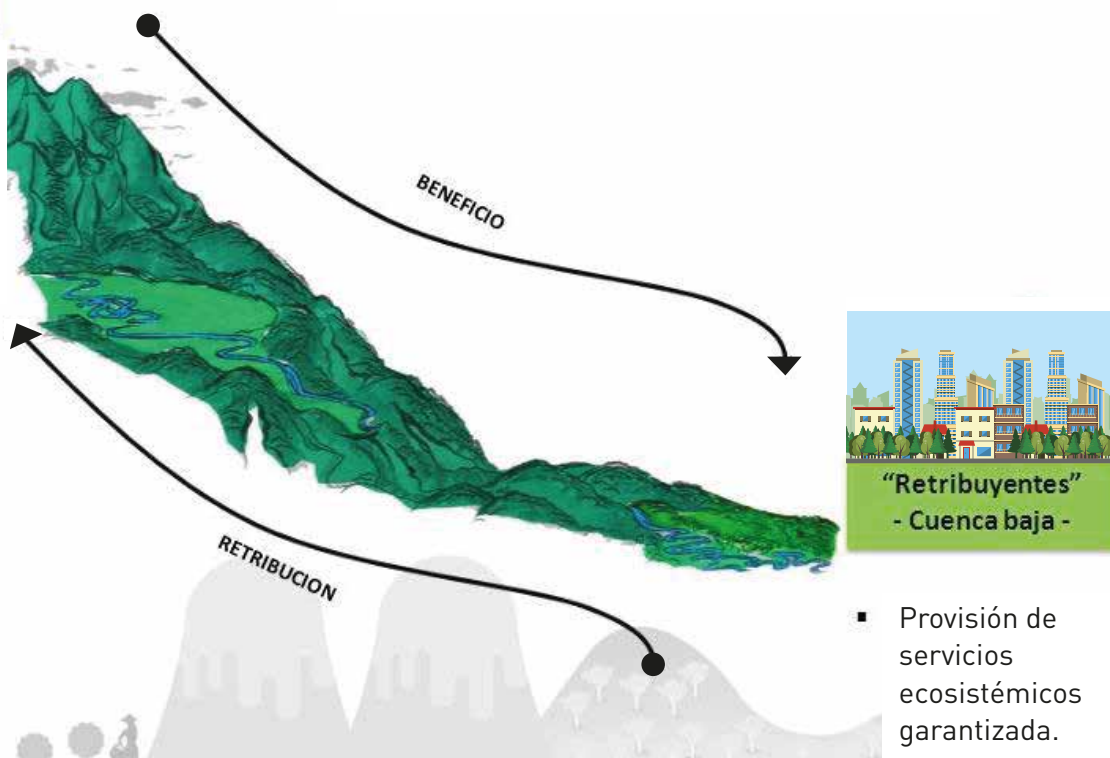 BENEFICIO
RETRIBUCION
“Retribuyentes”
- Cuenca baja -
▪ Provisión de
servicios
ecosistémicos
garantizada.